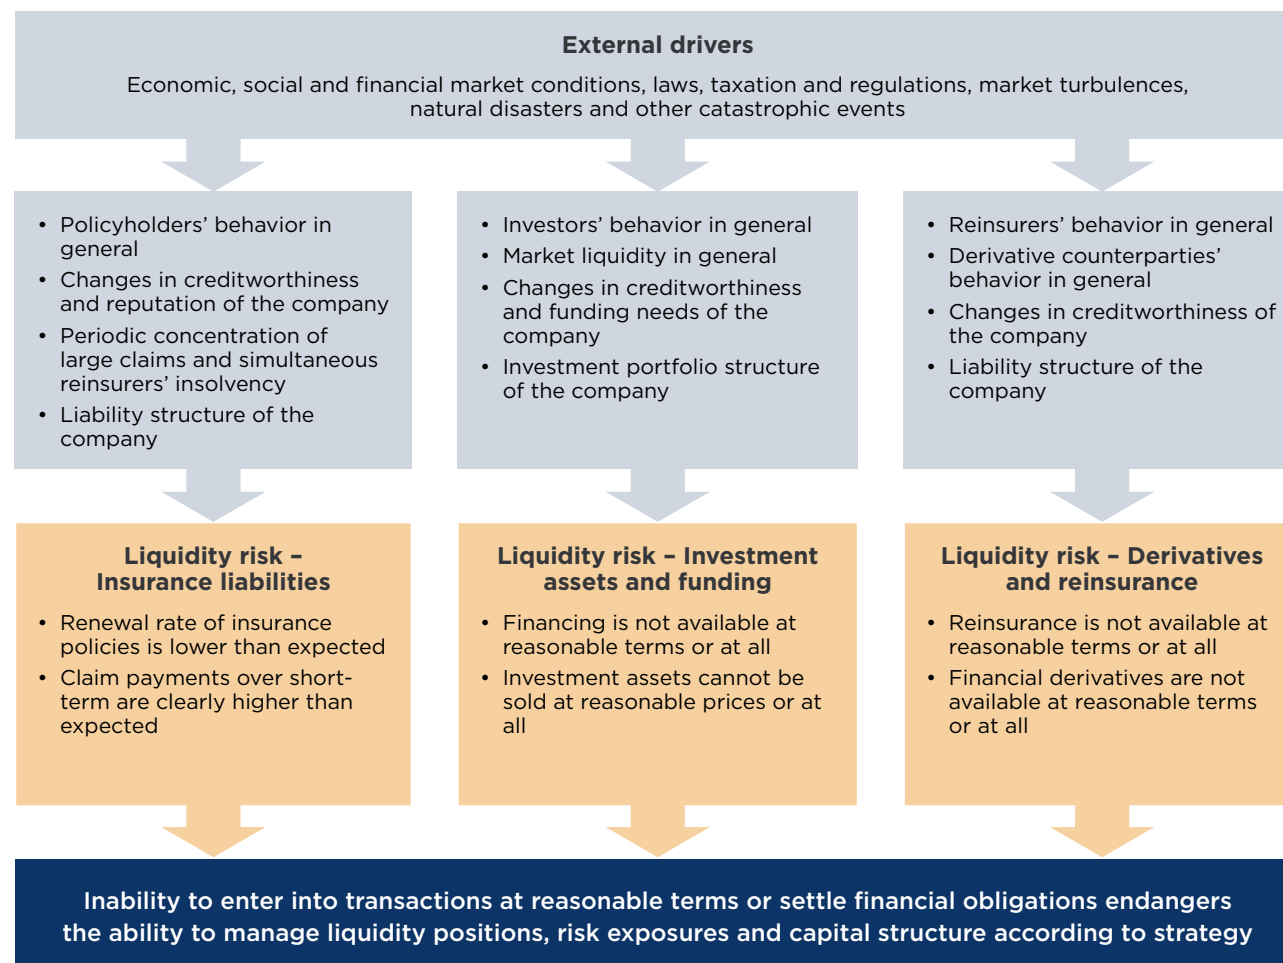 External drivers
Economic, social and financial market conditions, laws, taxation and regulations, market turbulences,
natural disasters and other catastrophic events
• Policyholders’ behavior in
general
• Changes in creditworthiness
and reputation of the company
• Periodic concentration of
large claims and simultaneous
reinsurers’ insolvency
• Liability structure of the
company
• Investors’ behavior in general
• Market liquidity in general
• Changes in creditworthiness
and funding needs of the
company
• Investment portfolio structure
of the company
• Reinsurers’ behavior in general
• Derivative counterparties’
behavior in general
• Changes in creditworthiness of
the company
• Liability structure of the
company
Liquidity risk –
Insurance liabilities
• Renewal rate of insurance
policies is lower than expected
• Claim payments over short-
term are clearly higher than
expected
Liquidity risk – Investment
assets and funding
• Financing is not available at
reasonable terms or at all
• Investment assets cannot be
sold at reasonable prices or at
all
Liquidity risk – Derivatives
and reinsurance
• Reinsurance is not available at
reasonable terms or at all
• Financial derivatives are not
available at reasonable terms
or at all
Inability to enter into transactions at reasonable terms or settle financial obligations endangers
the ability to manage liquidity positions, risk exposures and capital structure according to strategy